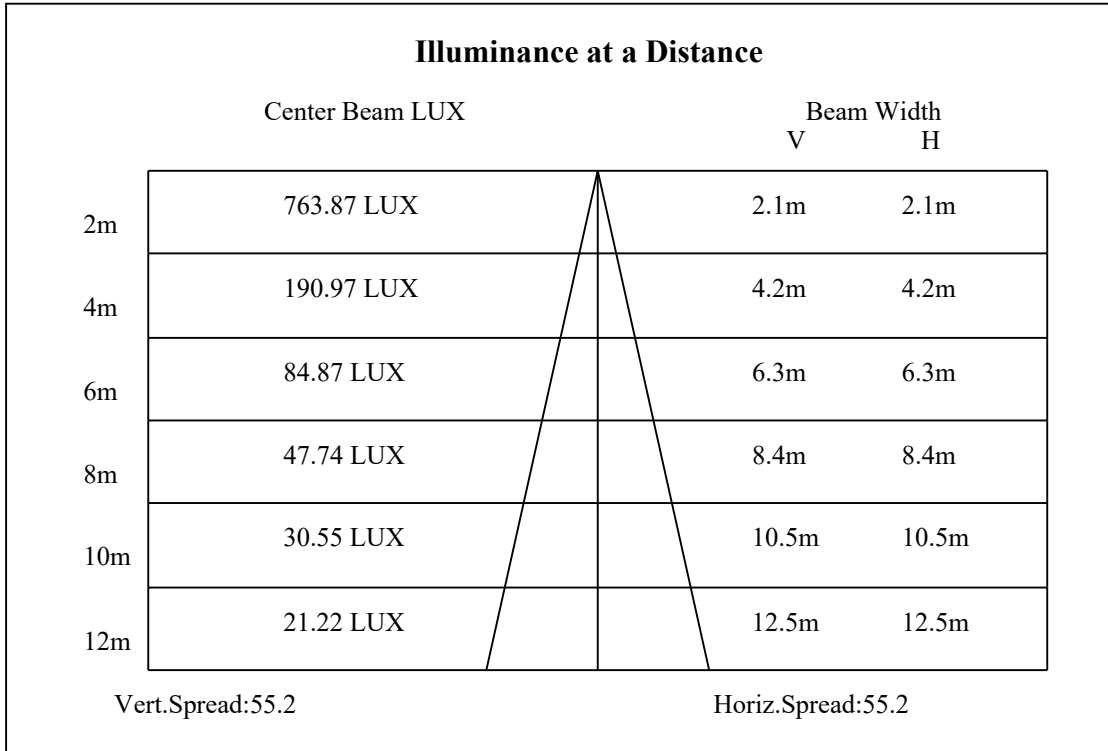 Illuminance at a Distance
Center Beam LUX Beam Width
V H
2m 763.87 LUX 2.1m 2.1m
4m 190.97 LUX 4.2m 4.2m
6m 84.87 LUX 6.3m 6.3m
8m 47.74 LUX 8.4m 8.4m
10m 30.55 LUX 10.5m 10.5m
12m 21.22 LUX 12.5m 12.5m
Vert.Spread:55.2 Horiz.Spread:55.2